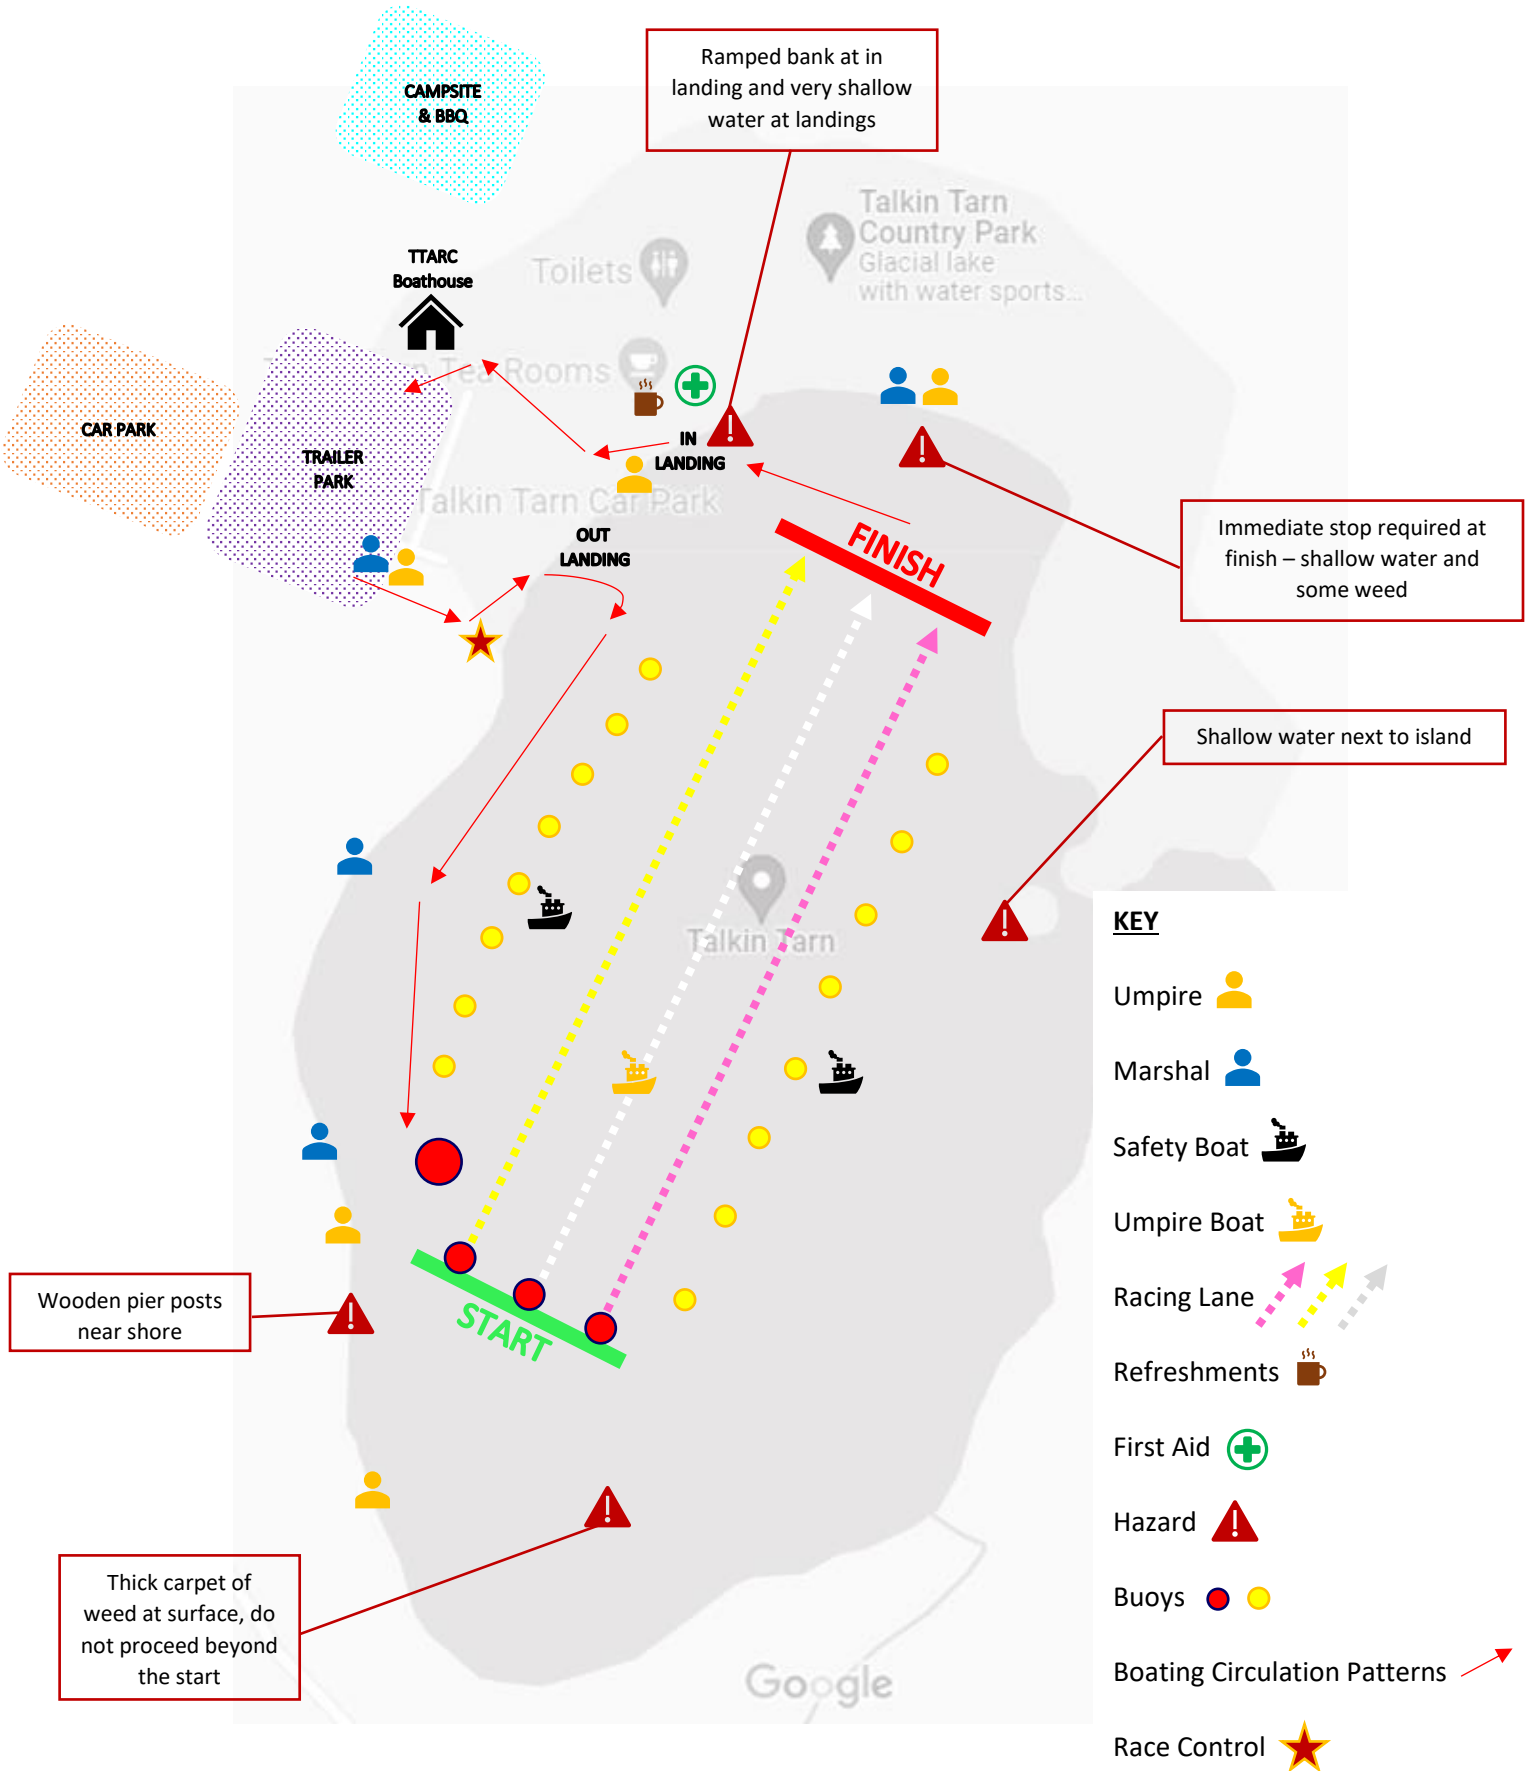 Ramped bank at in
landing and very shallow
water at landings
CAMPSITE
& BBQ
Talkin Tarn
Country Park
Glacial lake
with water sports...
TTARC
Boathouse
Toilets
Tea Rooms
CAR PARK
TRAILER
PARK
IN
LANDING
Talkin Tarn Car Park
OUT
LANDING
FINISH
Immediate stop required at
finish – shallow water and
some weed
Shallow water next to island
Talkin Tarn
START
Wooden pier posts
near shore
Thick carpet of
weed at surface, do
not proceed beyond
the start
Google
KEY
Umpire
Marshal
Safety Boat
Umpire Boat
Racing Lane
Refreshments
First Aid
Hazard
Buoys
Boating Circulation Patterns
Race Control